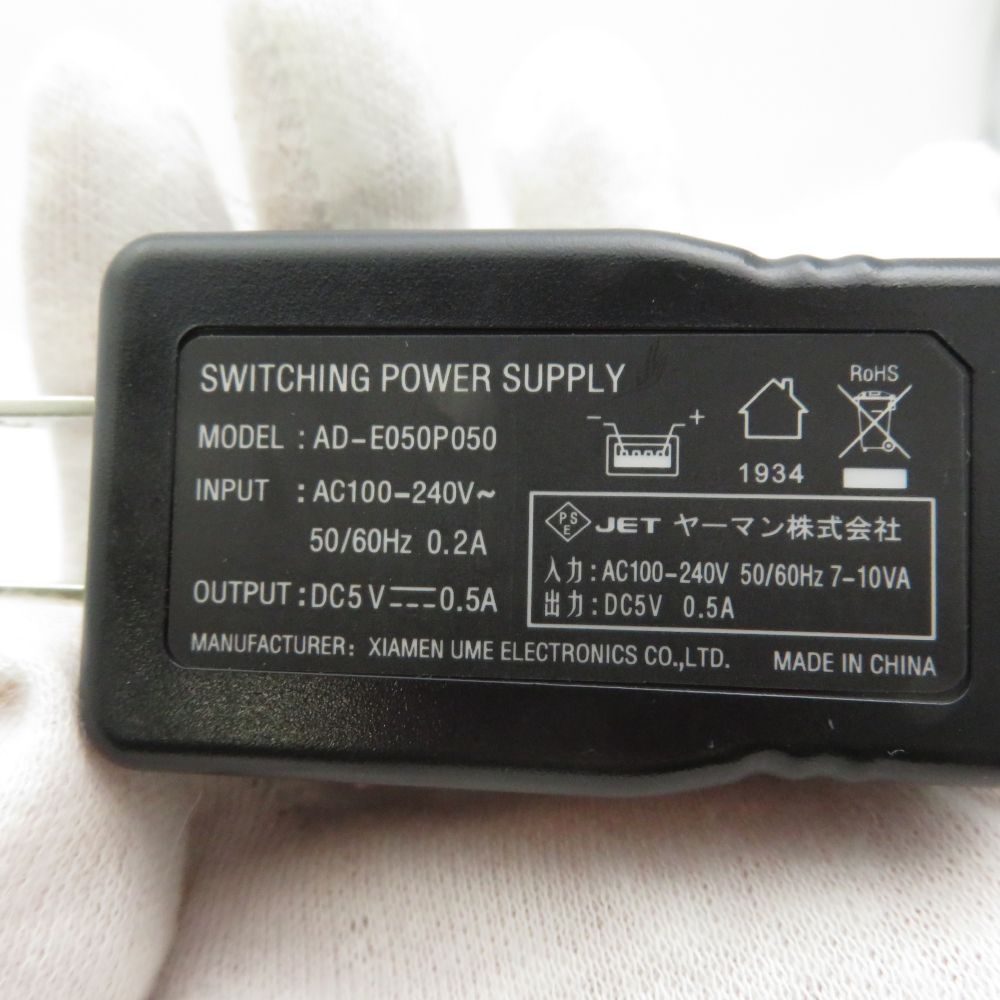 SWITCHING POWER SUPPLY
MODEL : AD-E050P050
INPUT : AC100-240V~
50/60Hz 0.2A
OUTPUT : DC5V⎓0.5A
- +
1934
RoHS
PSE JET ヤーマン株式会社
入力 : AC100-240V 50/60Hz 7-10VA
出力 : DC5V 0.5A
MANUFACTURER: XIAMEN UME ELECTRONICS CO.,LTD. MADE IN CHINA